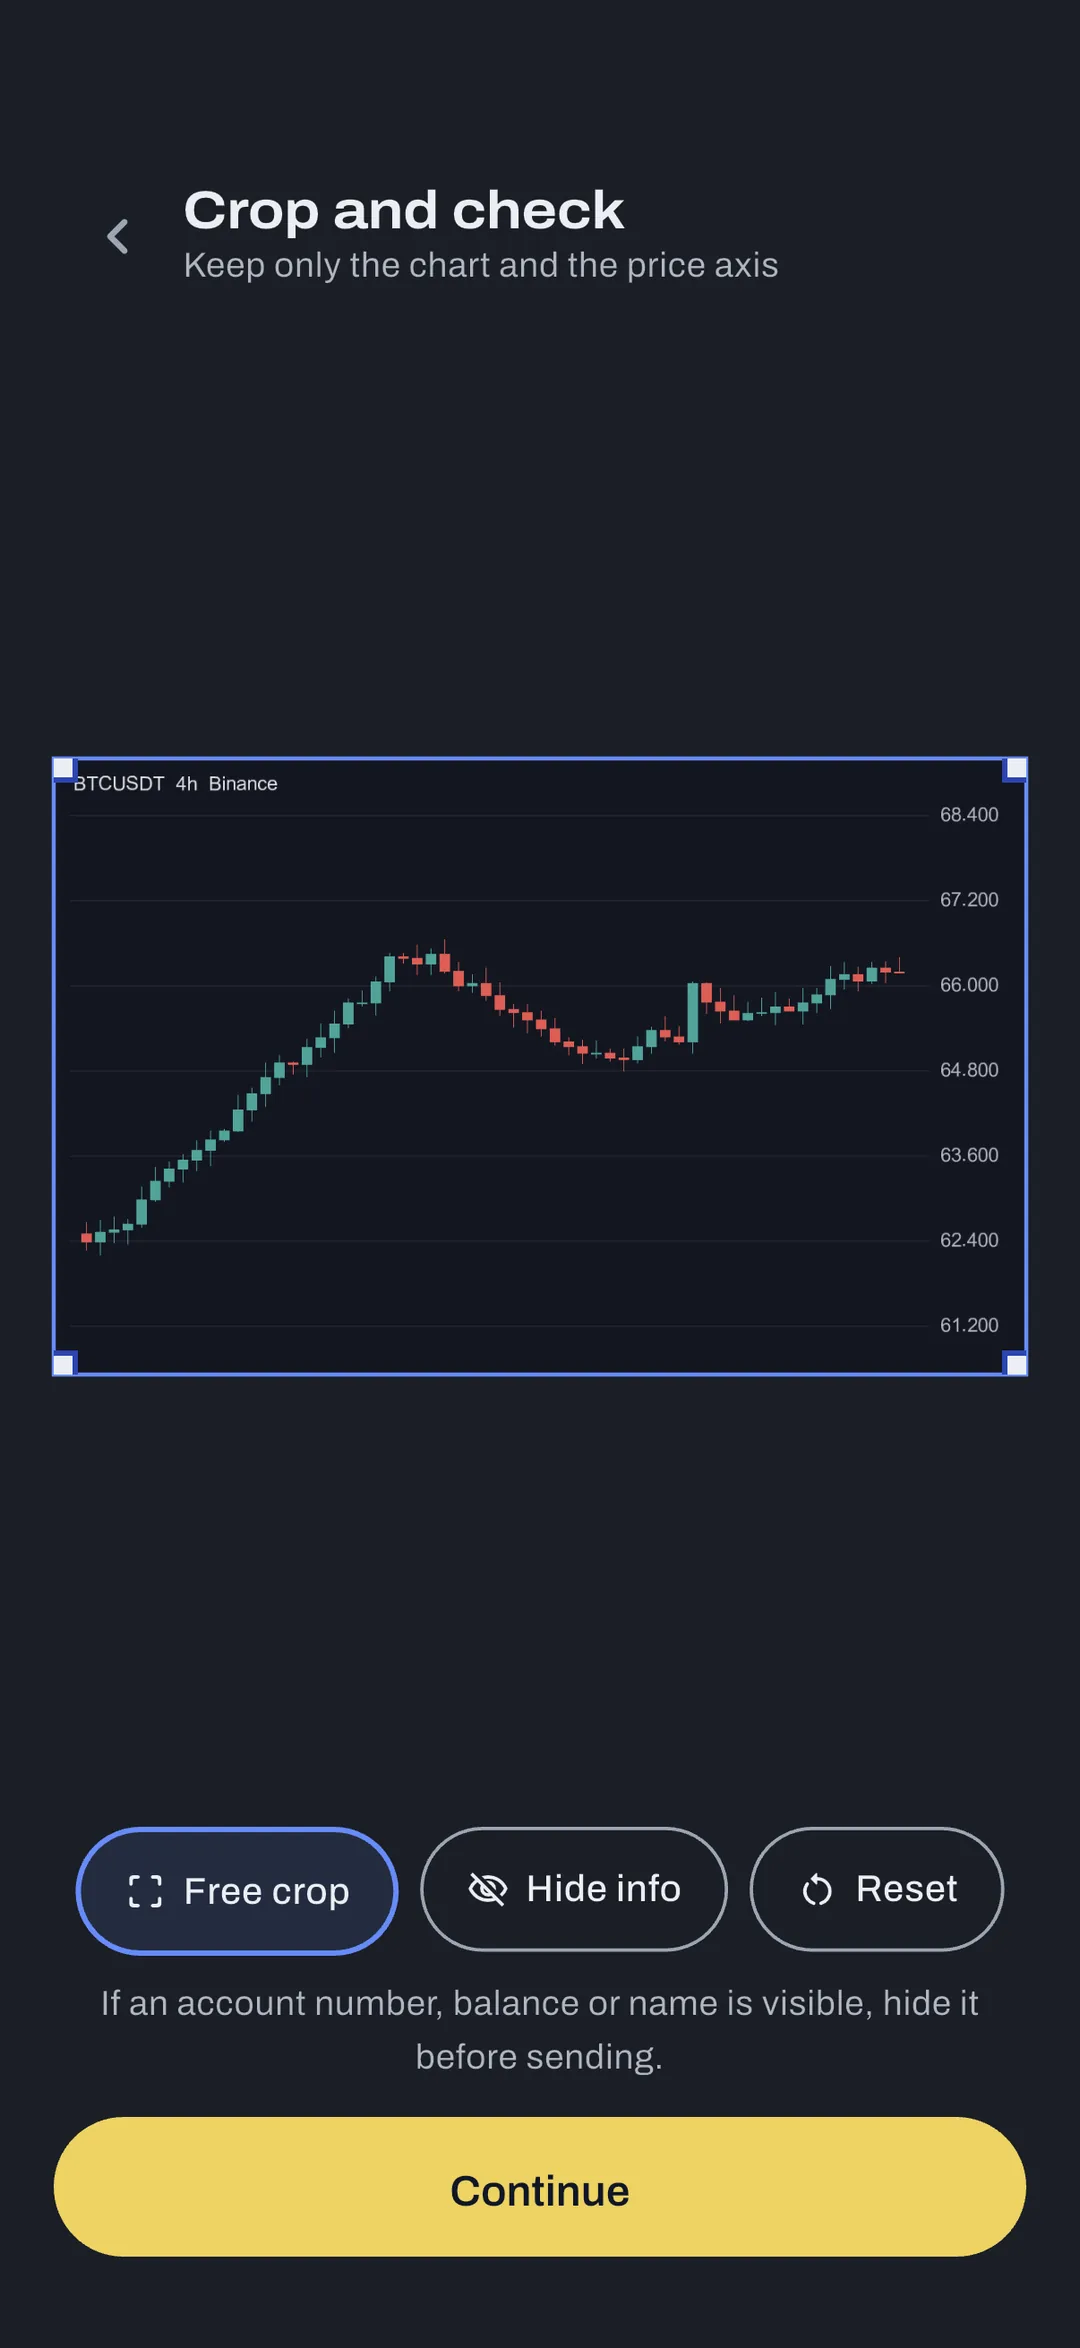 Crop and check
Keep only the chart and the price axis
BTCUSDT 4h Binance
68.400
67.200
66.000
64.800
63.600
62.400
61.200
Free crop
Hide info
Reset
If an account number, balance or name is visible, hide it
before sending.
Continue